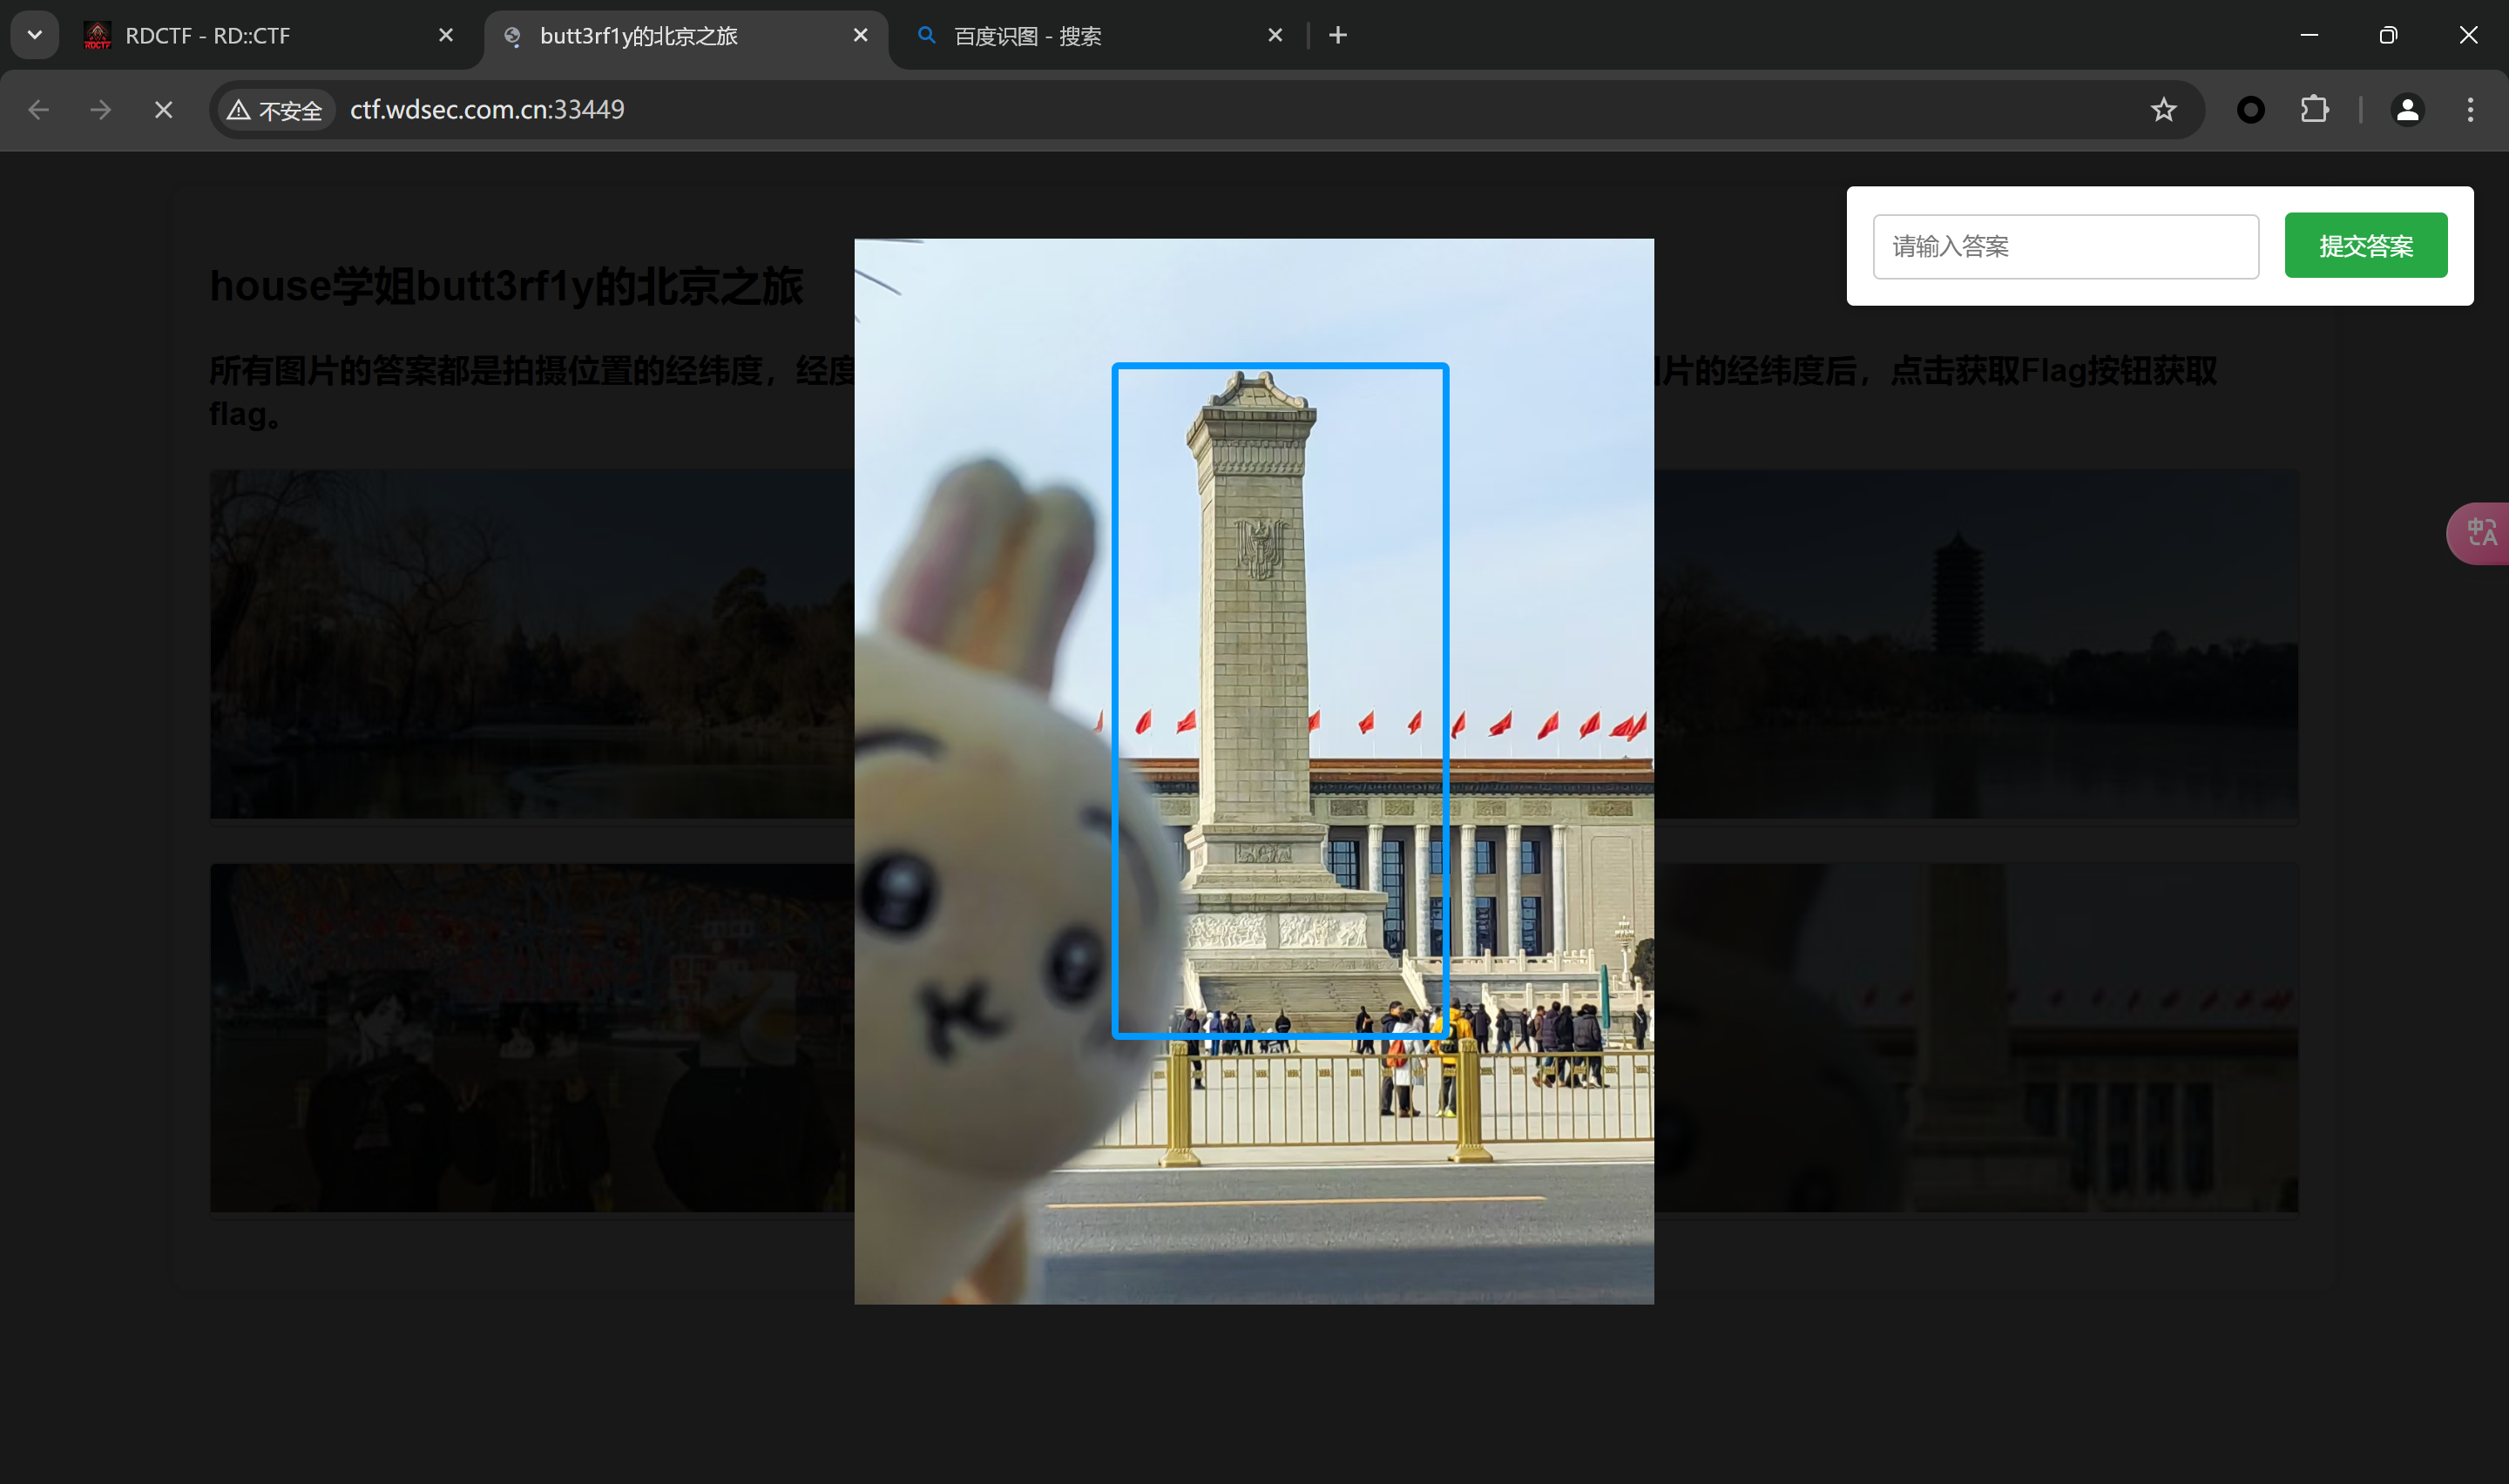 RDCTF - RD::CTF
butt3rf1y的北京之旅
百度识图 - 搜索
不安全
ctf.wdsec.com.cn:33449
请输入答案
提交答案
house学姐butt3rf1y的北京之旅
所有图片的答案都是拍摄位置的经纬度，经度
片的经纬度后，点击获取Flag按钮获取
flag。
中A